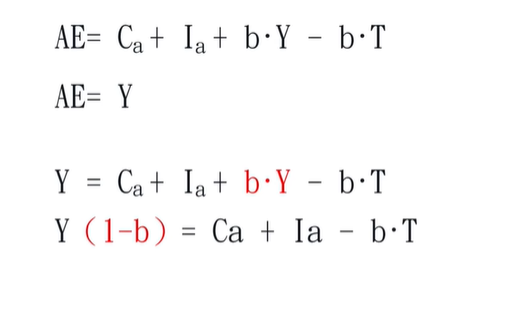 AE= Cₐ+ Iₐ+ b·Y - b·T
AE= Y
Y = Cₐ+ Iₐ+ b·Y - b·T
Y (1-b) = Ca + Ia - b·T